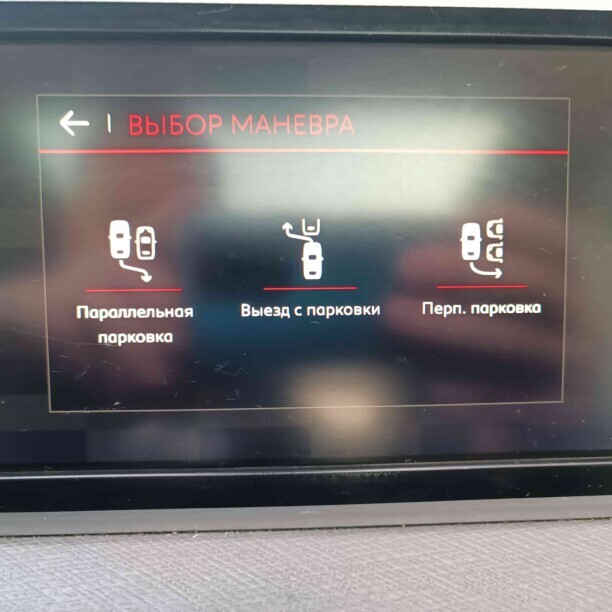 ВЫБОР МАНЕВРА
Параллельная
парковка
Выезд с парковки
Перп. парковка